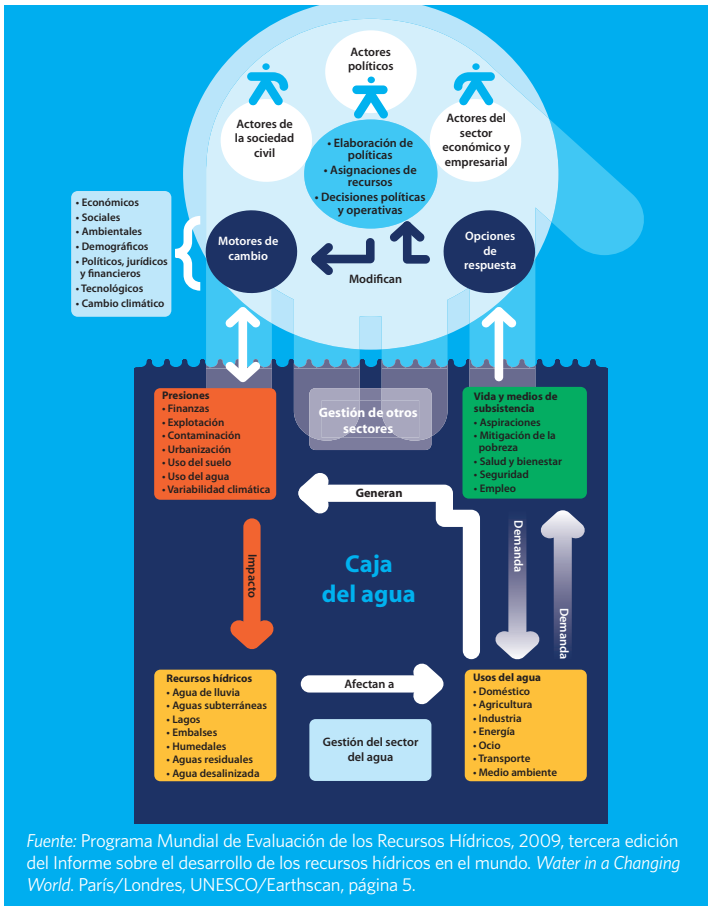 Actores
políticos
Actores de
la sociedad
civil
Actores del
sector
económico y
empresarial
• Elaboración de
políticas
• Asignaciones de
recursos
• Decisiones políticas
y operativas
• Económicos
• Sociales
• Ambientales
• Demográficos
• Políticos, jurídicos
y financieros
• Tecnológicos
• Cambio climático
Motores de
cambio
Modifican
Opciones
de
respuesta
Presiones
• Finanzas
• Explotación
• Contaminación
• Urbanización
• Uso del suelo
• Uso del agua
• Variabilidad climática
Gestión de otros
sectores
Vida y medios de
subsistencia
• Aspiraciones
• Mitigación de la
pobreza
• Salud y bienestar
• Seguridad
• Empleo
Generan
Impacto
Caja
del agua
Demanda
Demanda
Recursos hídricos
• Agua de lluvia
• Aguas subterráneas
• Lagos
• Embalses
• Humedales
• Aguas residuales
• Agua desalinizada
Afectan a
Gestión del sector
del agua
Usos del agua
• Doméstico
• Agricultura
• Industria
• Energía
• Ocio
• Transporte
• Medio ambiente
Fuente: Programa Mundial de Evaluación de los Recursos Hídricos, 2009, tercera edición
del Informe sobre el desarrollo de los recursos hídricos en el mundo. Water in a Changing
World. París/Londres, UNESCO/Earthscan, página 5.